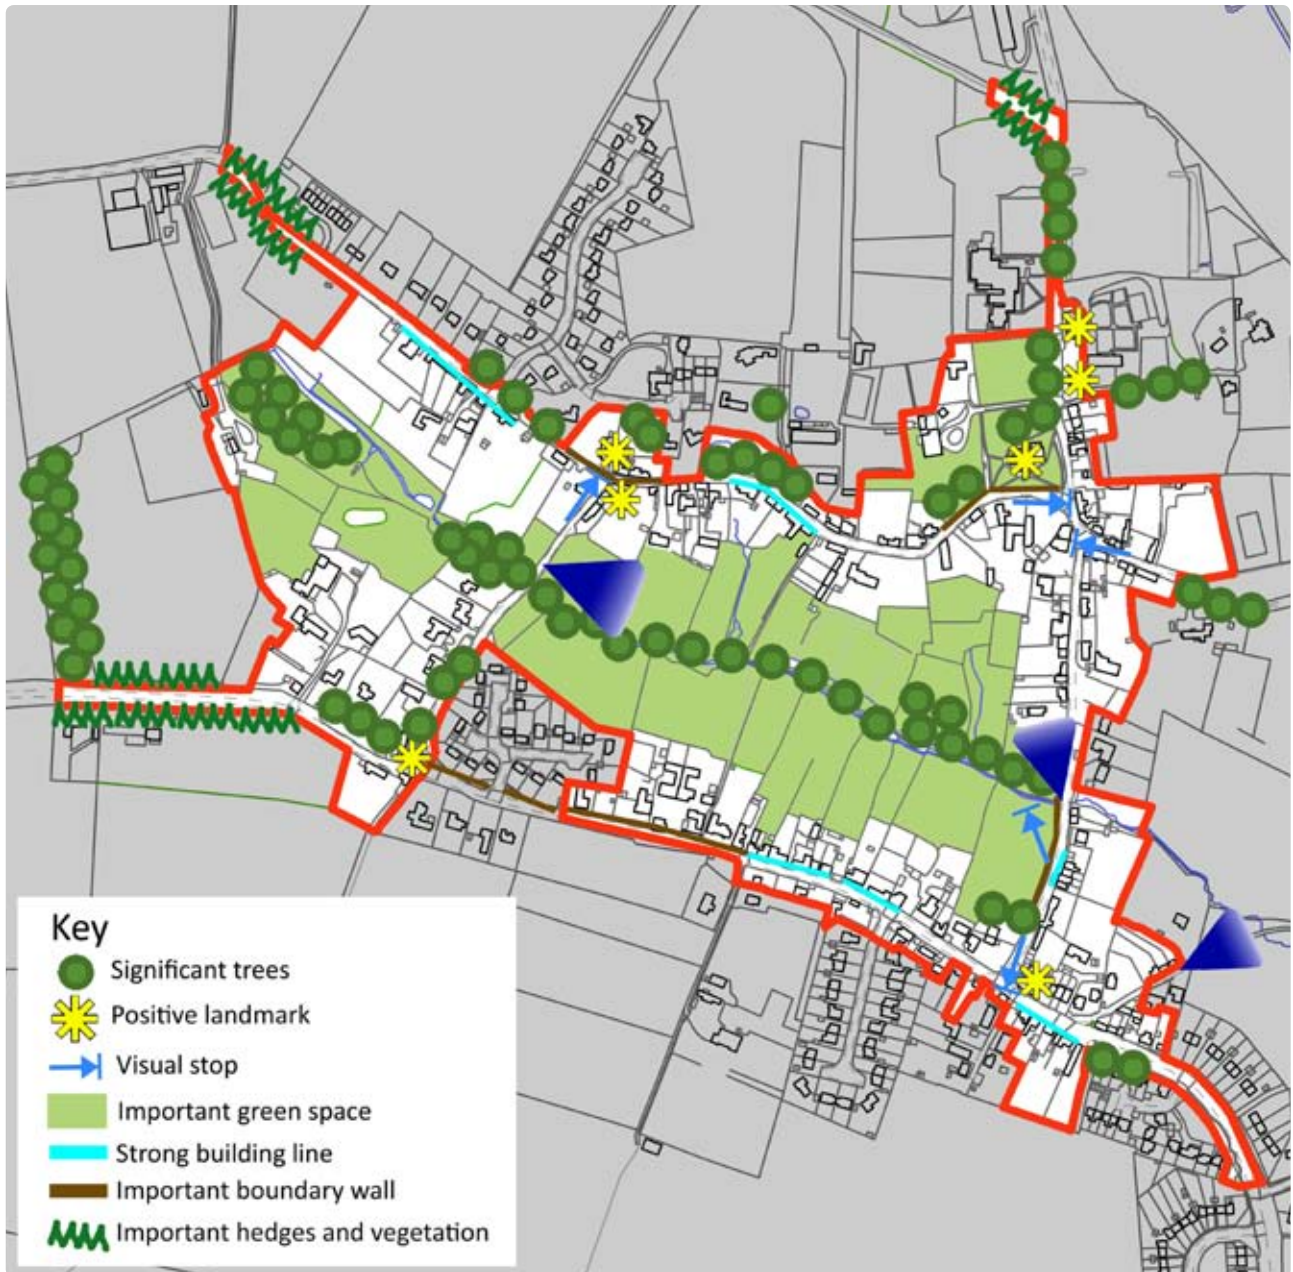 Key
Significant trees
Positive landmark
Visual stop
Important green space
Strong building line
Important boundary wall
Important hedges and vegetation